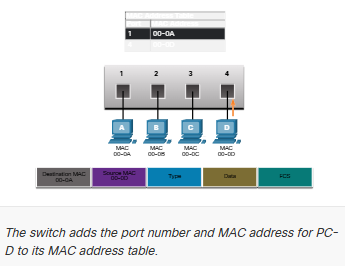 1 00-0A
1 2 3 4
A B C D
MAC MAC MAC MAC
00-0A 00-0B 00-0C 00-0D
Destination MAC Source MAC Type Data FCS
00-0A 00-0D
The switch adds the port number and MAC address for PC-
D to its MAC address table.